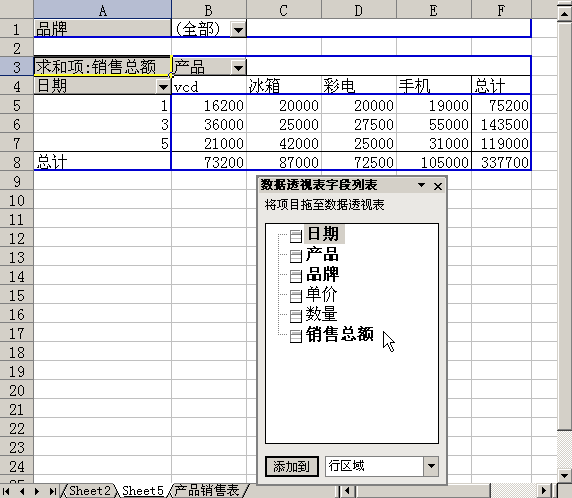 A B C D E F
1 品牌 (全部)
2
3 求和项:销售总额 产品
4 日期 vcd 冰箱 彩电 手机 总计
5 1 16200 20000 20000 19000 75200
6 3 36000 25000 27500 55000 143500
7 5 21000 42000 25000 31000 119000
8 总计 73200 87000 72500 105000 337700
9
10
11
12
13
14
15
16
17
18
19
20
21
22
23
24
25
数据透视表字段列表
将项目拖至数据透视表
日期
产品
品牌
单价
数量
销售总额
添加到 行区域
Sheet2 Sheet5 产品销售表